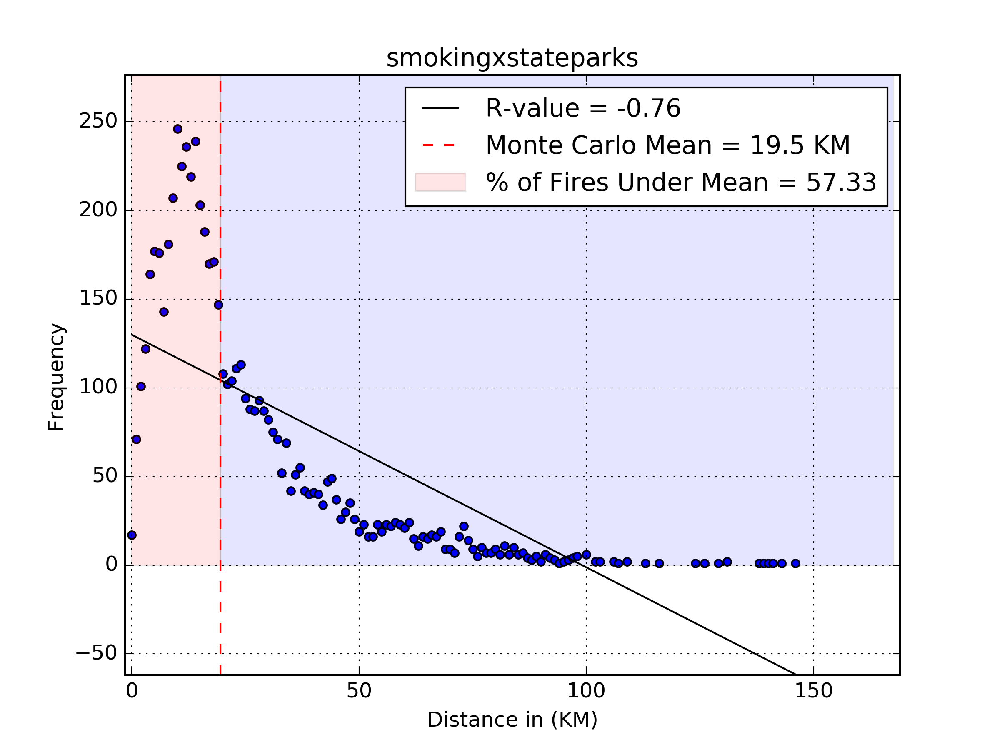 smokingxstateparks
R-value = -0.76
Monte Carlo Mean = 19.5 KM
% of Fires Under Mean = 57.33
250
200
150
100
50
0
−50
Frequency
0 50 100 150
Distance in (KM)